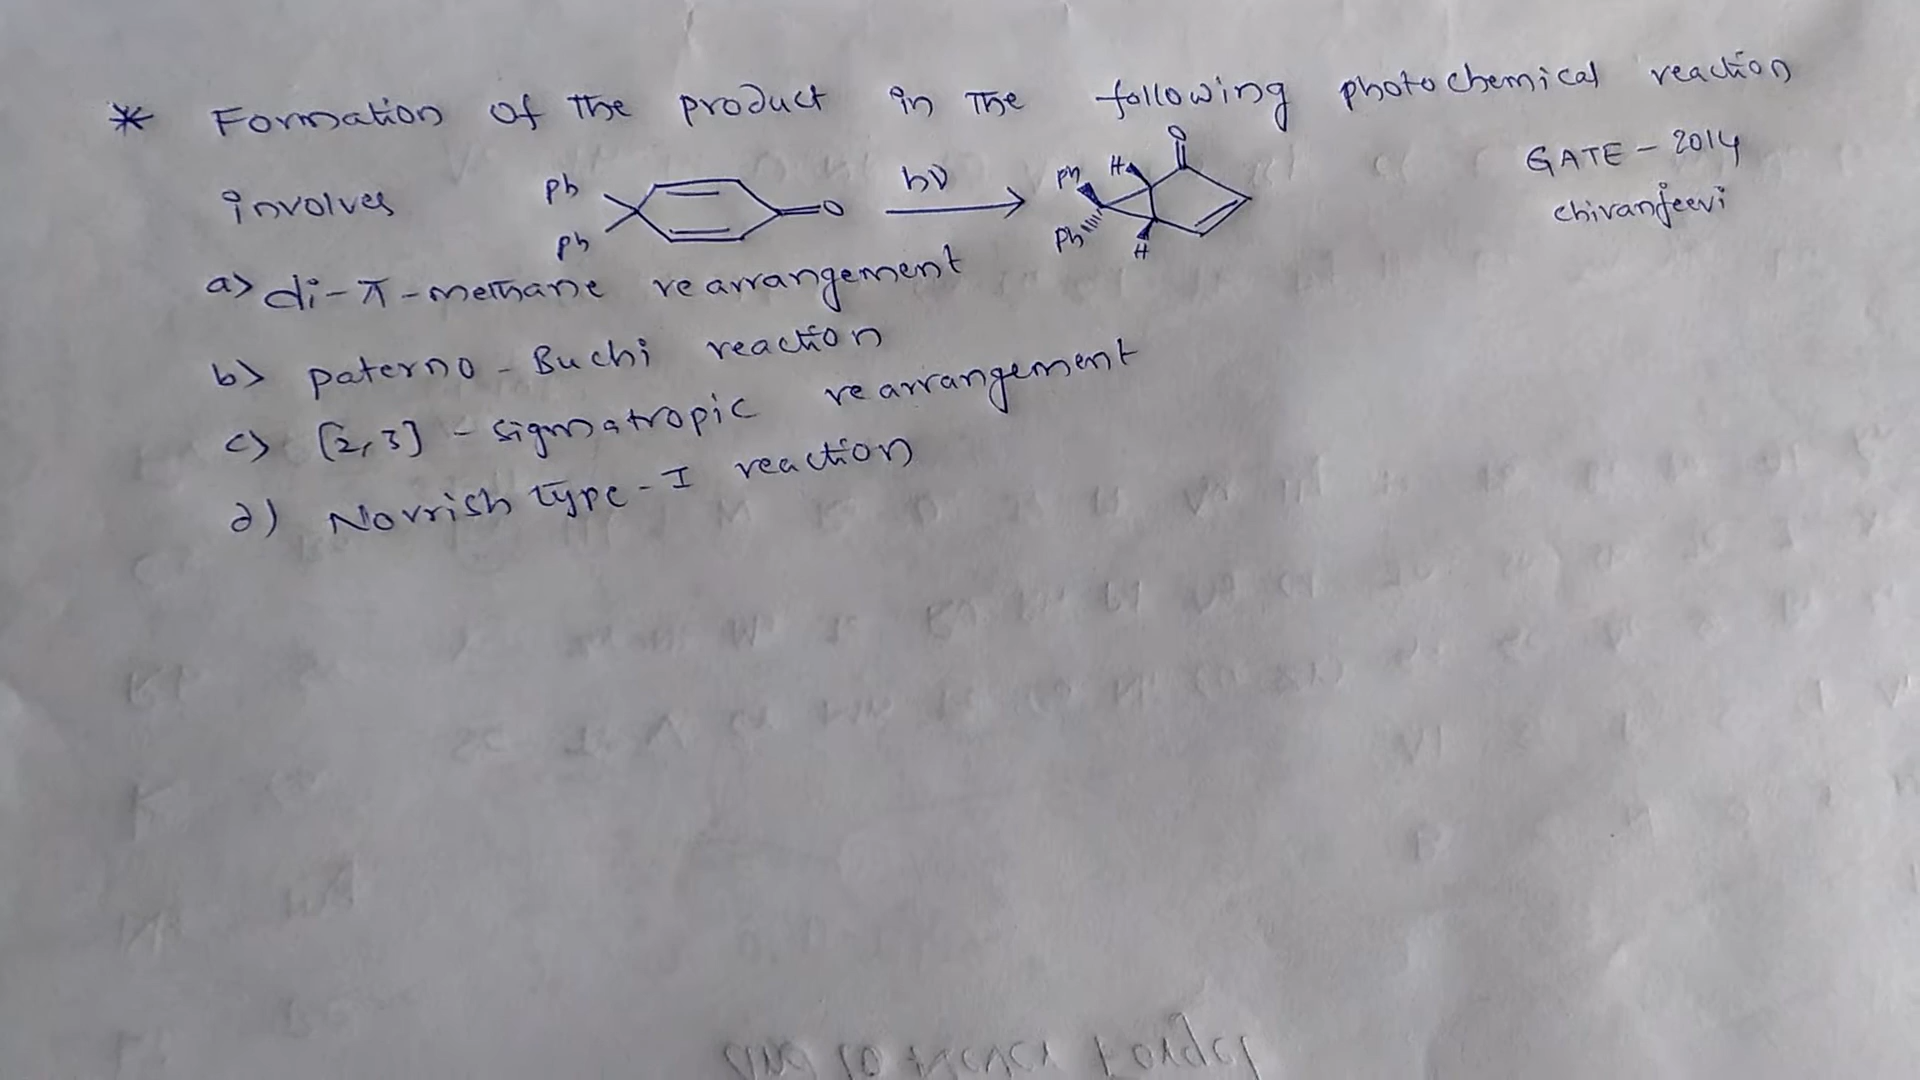 * Formation of the product in the following photochemical reaction
involves
GATE - 2014
chiranjeevi
Ph
Ph
=O
hν
Ph
Ph
H
H
O
a) di-π-methane rearrangement
b) paterno-Buchi reaction
c) [2,3] - sigmatropic rearrangement
d) Norrish type-I reaction